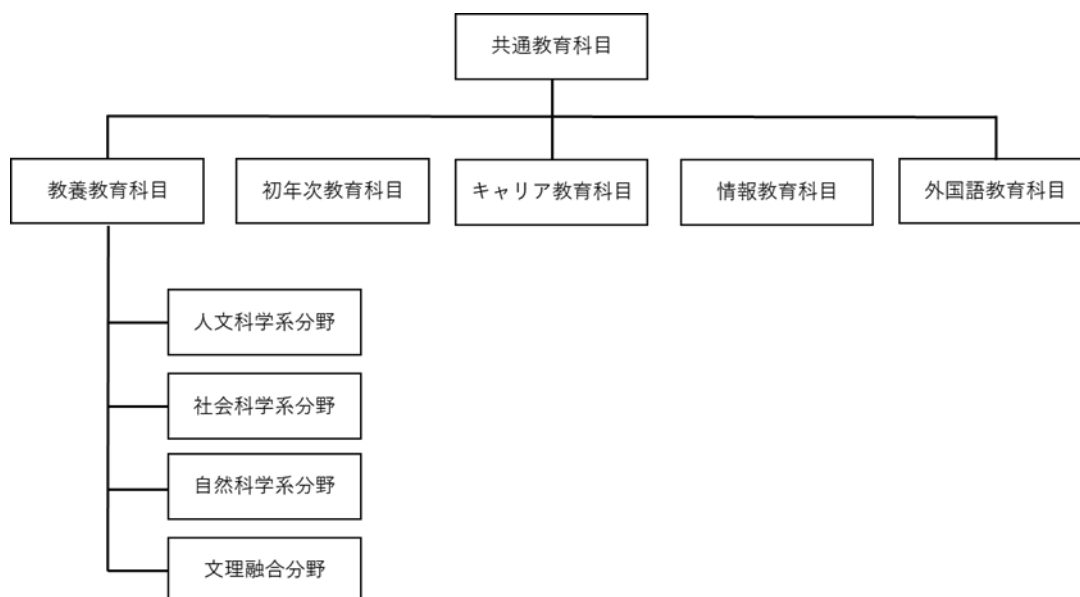 共通教育科目
教養教育科目
初年次教育科目
キャリア教育科目
情報教育科目
外国語教育科目
人文科学系分野
社会科学系分野
自然科学系分野
文理融合分野